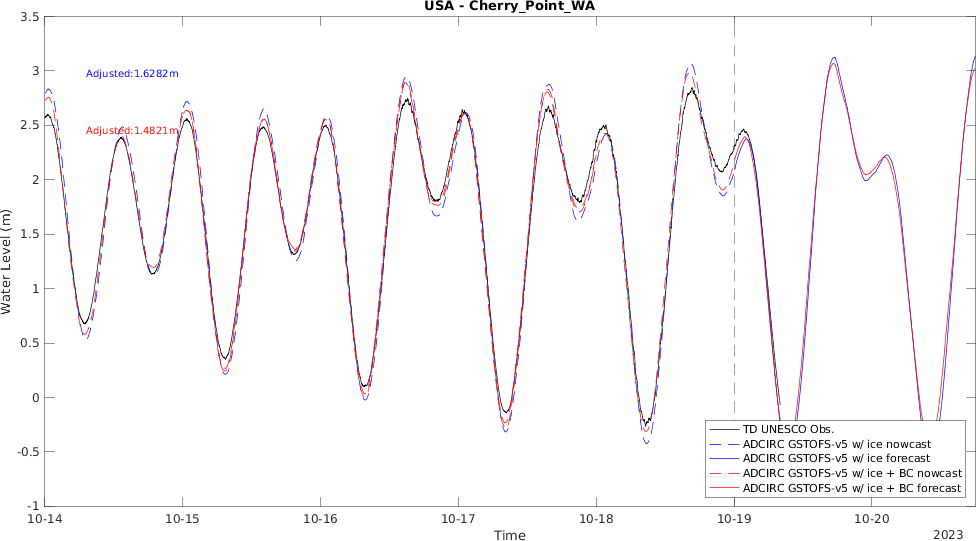 USA - Cherry_Point_WA
3.5
3
2.5
2
1.5
1
0.5
0
-0.5
-1
Water Level (m)
Adjusted:1.6282m
Adjusted:1.4821m
TD UNESCO Obs.
ADCIRC GSTOFS-v5 w/ ice nowcast
ADCIRC GSTOFS-v5 w/ ice forecast
ADCIRC GSTOFS-v5 w/ ice + BC nowcast
ADCIRC GSTOFS-v5 w/ ice + BC forecast
10-14 10-15 10-16 10-17 10-18 10-19 10-20
Time
2023